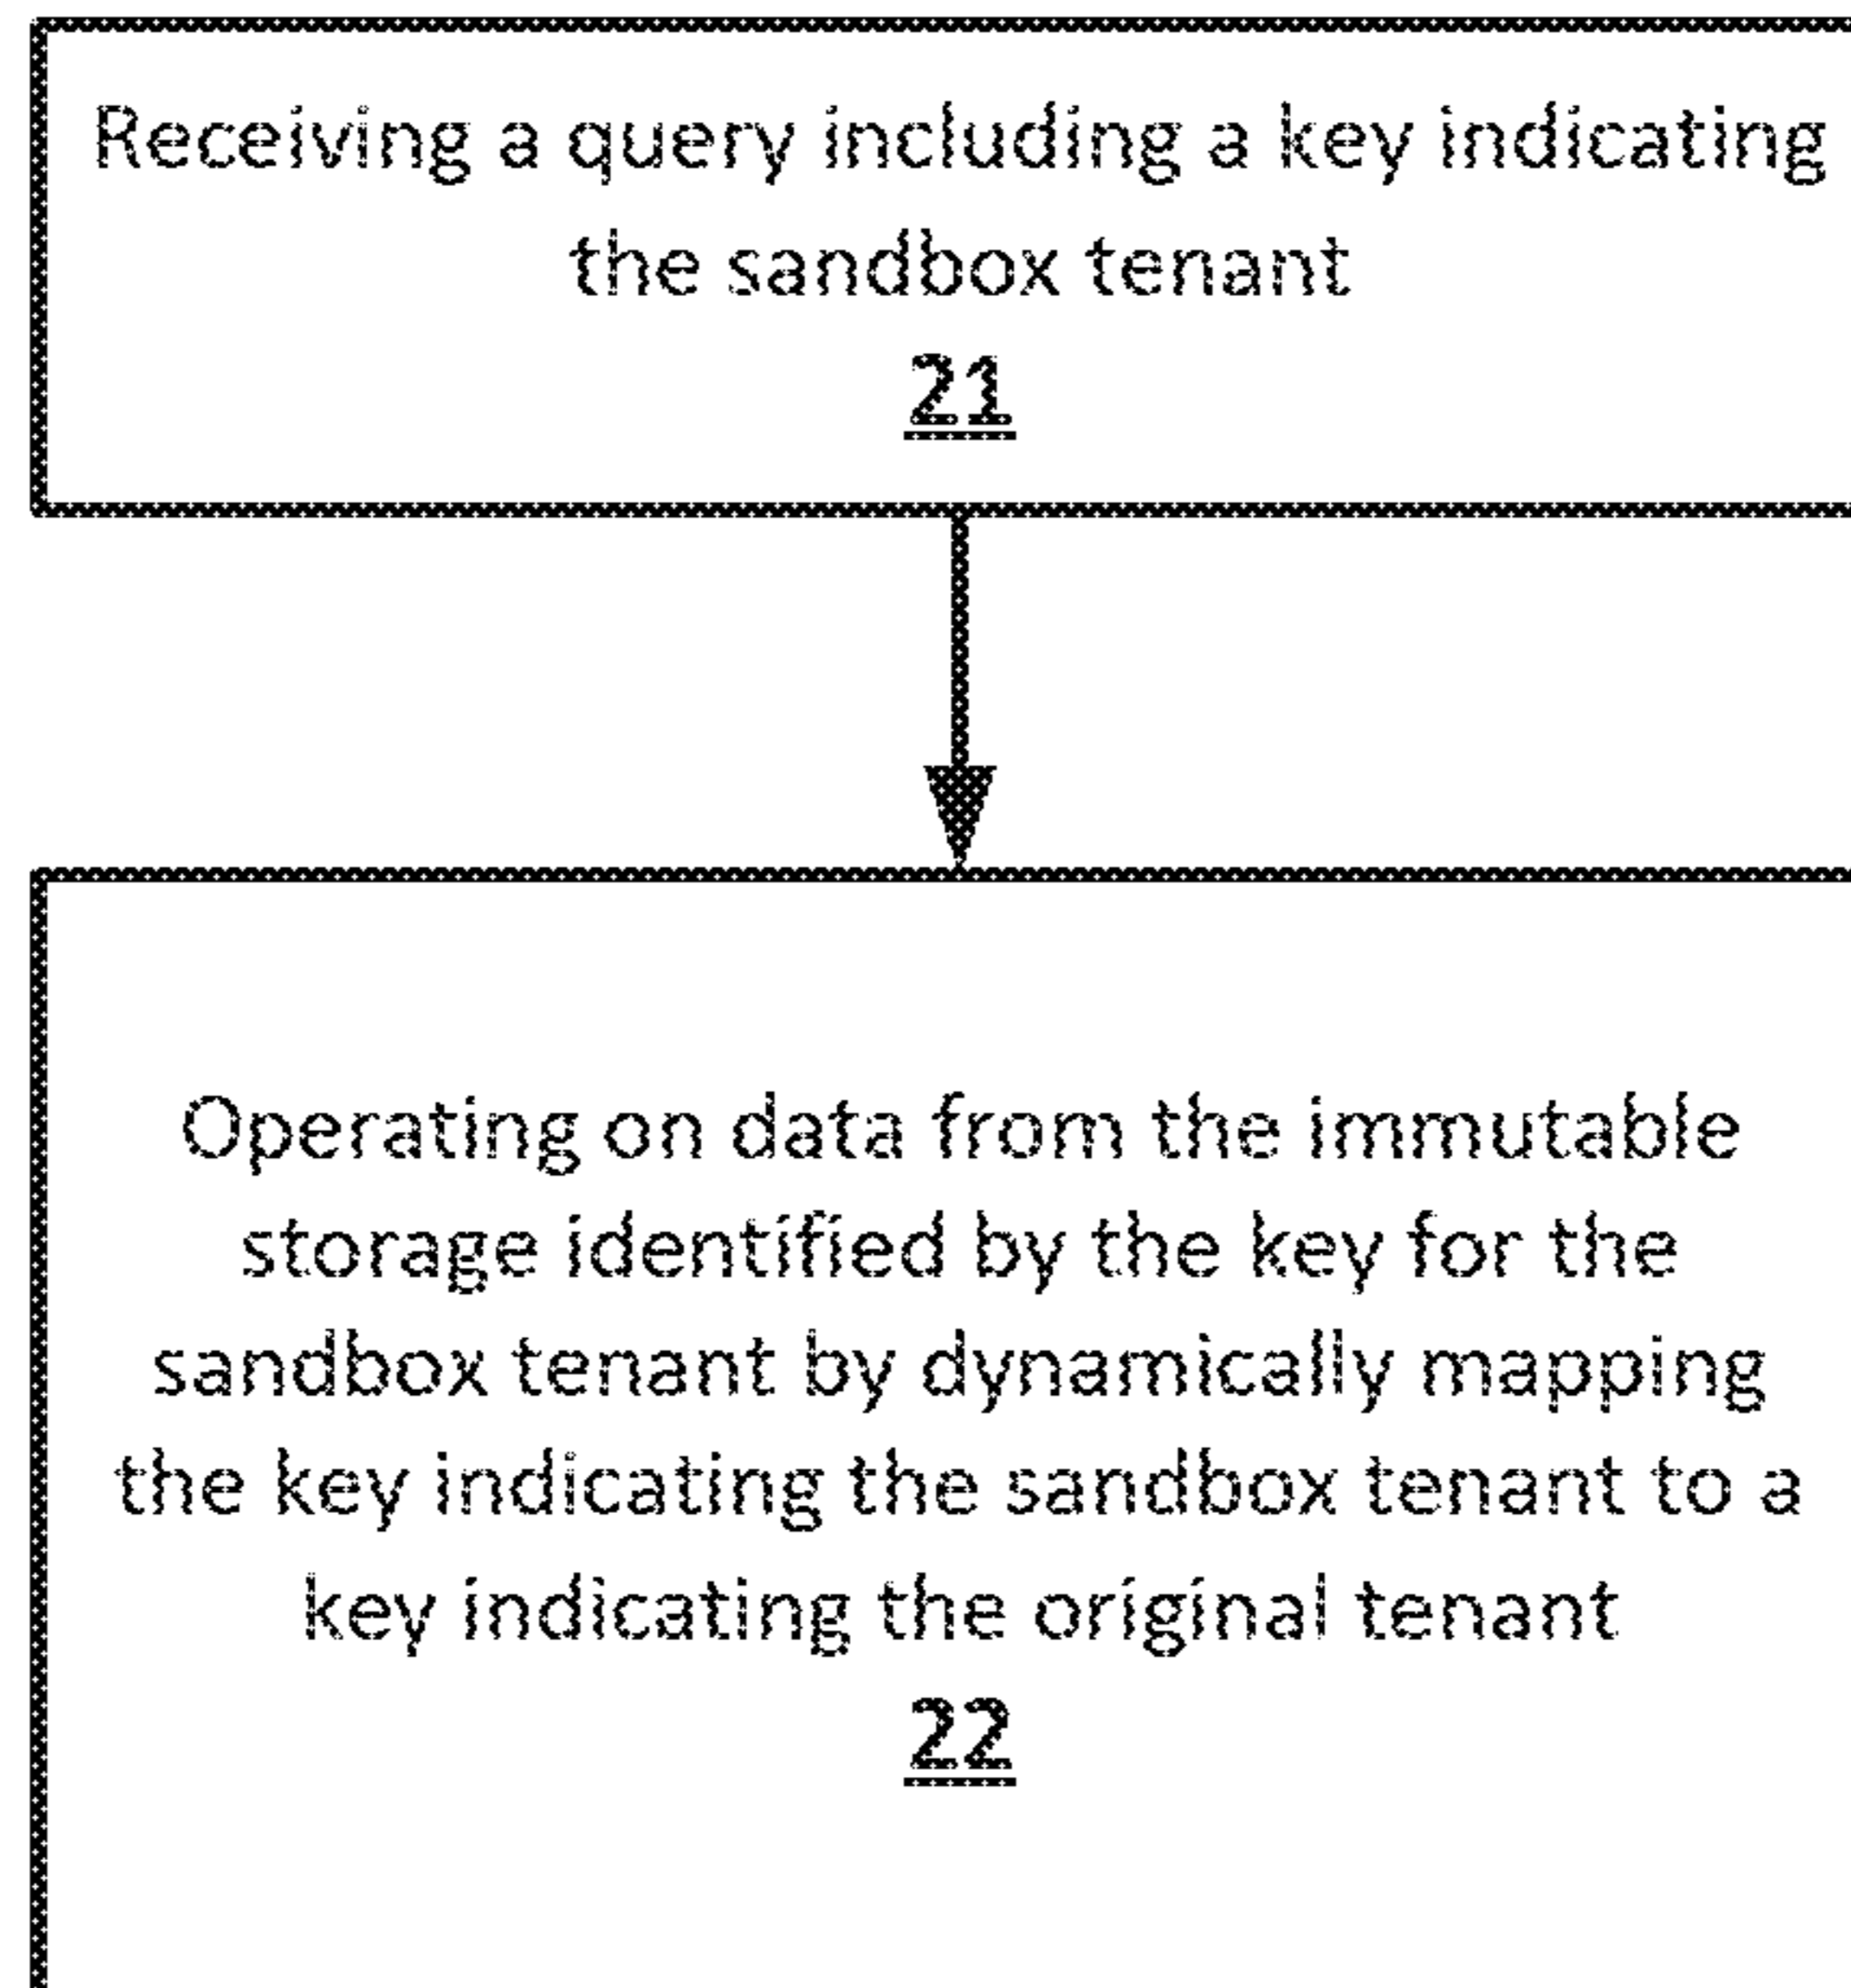 Receiving a query including a key indicating
the sandbox tenant
21
Operating on data from the immutable
storage identified by the key for the
sandbox tenant by dynamically mapping
the key indicating the sandbox tenant to a
key indicating the original tenant
22